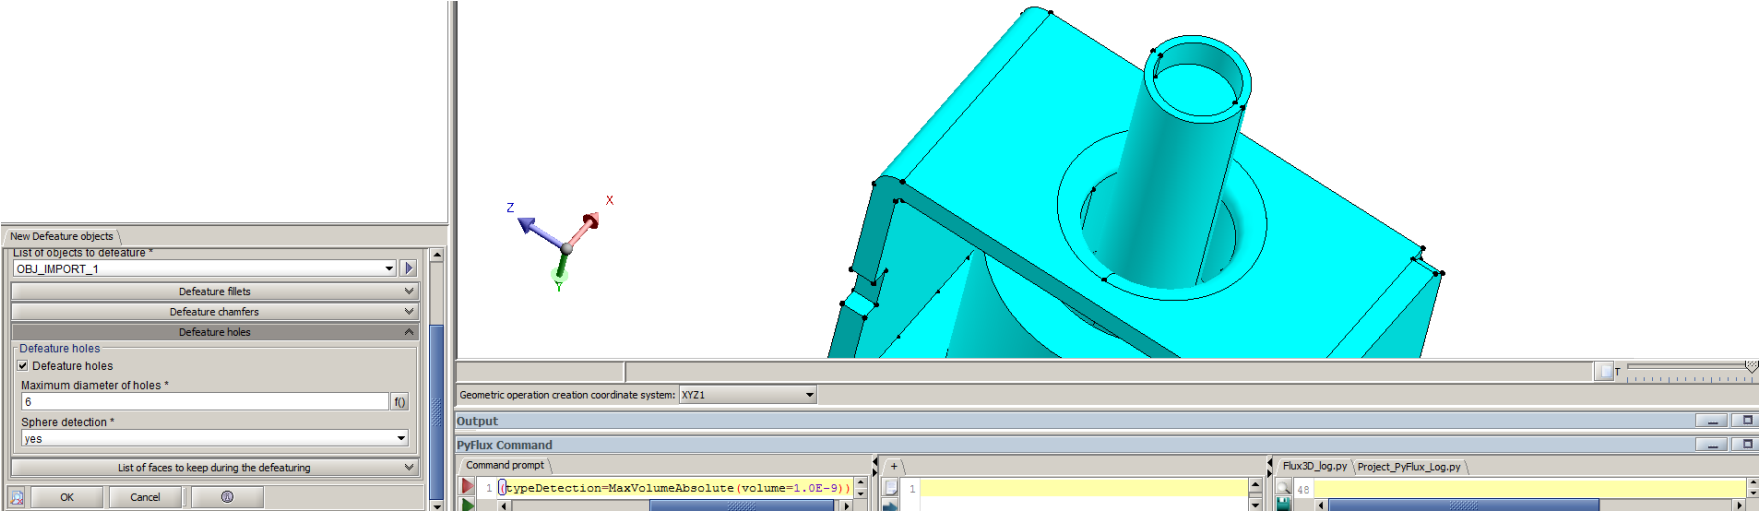 New Defeature objects
List of objects to defeature *
OBJ_IMPORT_1
Defeature fillets
Defeature chamfers
Defeature holes
Defeature holes
Defeature holes
Maximum diameter of holes *
6
f()
Sphere detection *
yes
List of faces to keep during the defeaturing
OK
Cancel
Z
X
Y
T
Geometric operation creation coordinate system:
XYZ1
Output
PyFlux Command
Command prompt
1 (typeDetection=MaxVolumeAbsolute(volume=1.0E-9))
+
1
Flux3D_log.py
Project_PyFlux_Log.py
48